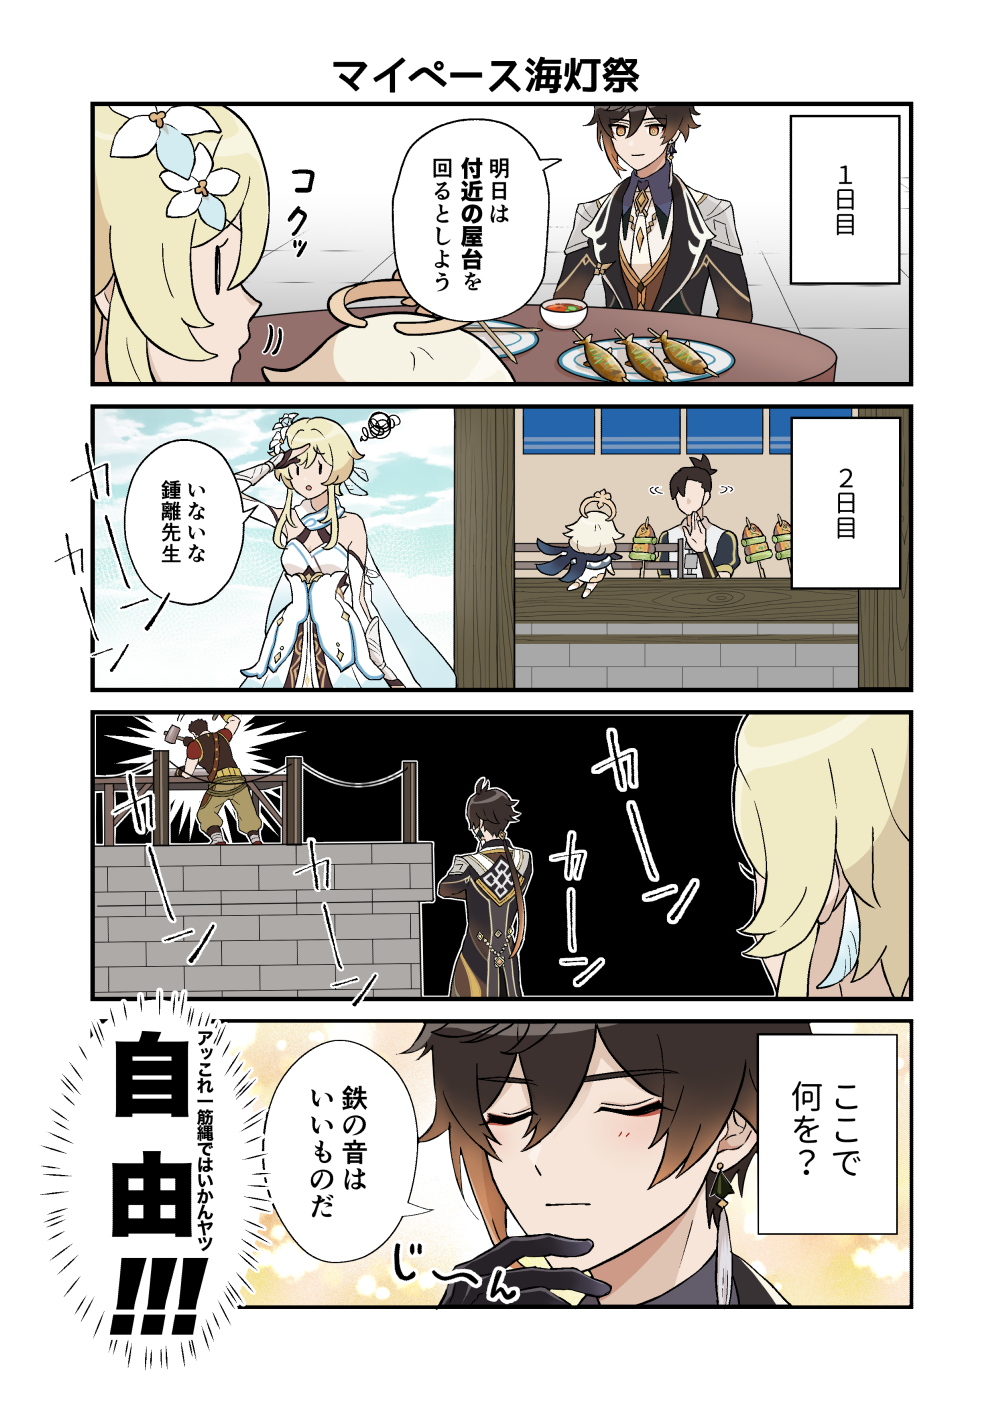 マイペース海灯祭
１日目
明日は
付近の屋台を
回るとしよう
コクッ
２日目
いないな
鍾離先生
カーン
カーン
カーン
カーン
カーン
カーン
ここで
何を？
鉄の音は
いいものだ
じ〜ん
アッこれ一筋縄ではいかんヤツ
自由!!!